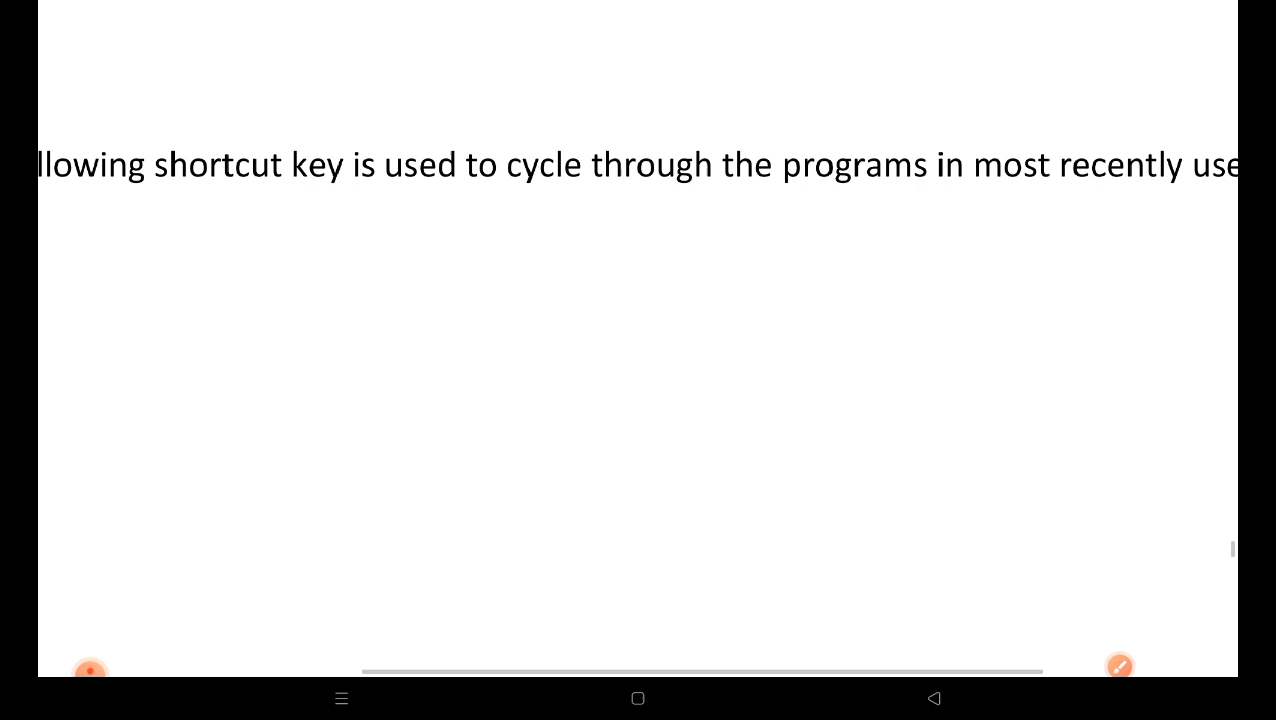 llowing shortcut key is used to cycle through the programs in most recently use